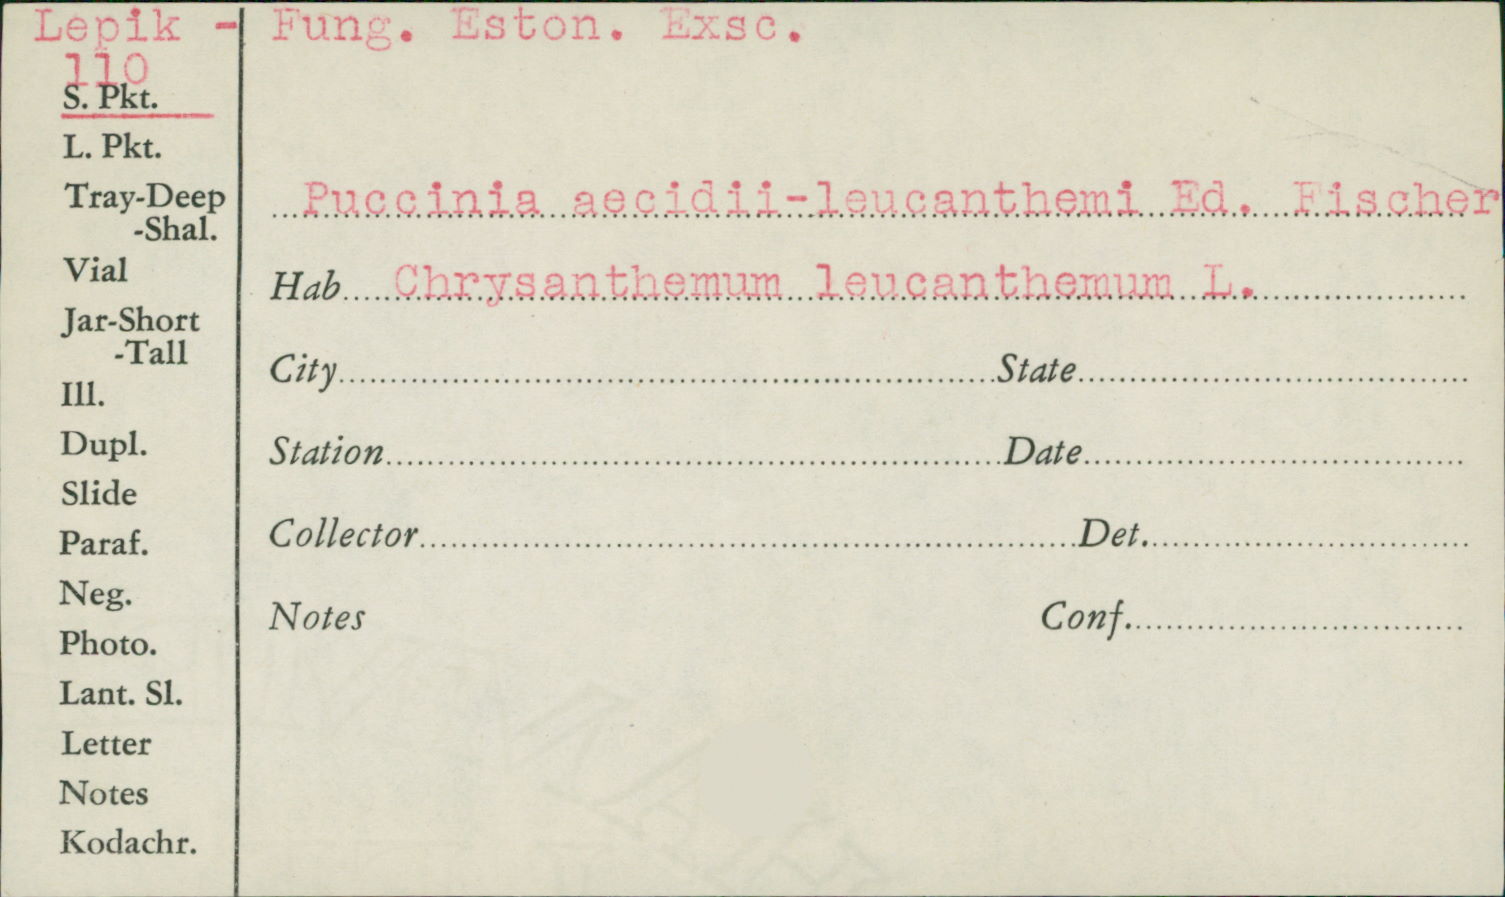 Lepik - Fung. Eston. Exsc.
110
S. Pkt.
L. Pkt.
Tray-Deep
-Shal.
Vial
Jar-Short
-Tall
Ill.
Dupl.
Slide
Paraf.
Neg.
Photo.
Lant. Sl.
Letter
Notes
Kodachr.
Puccinia aecidii-leucanthemi Ed. Fischer
Hab. Chrysanthemum leucanthemum L.
City State
Station Date
Collector Det.
Notes Conf.